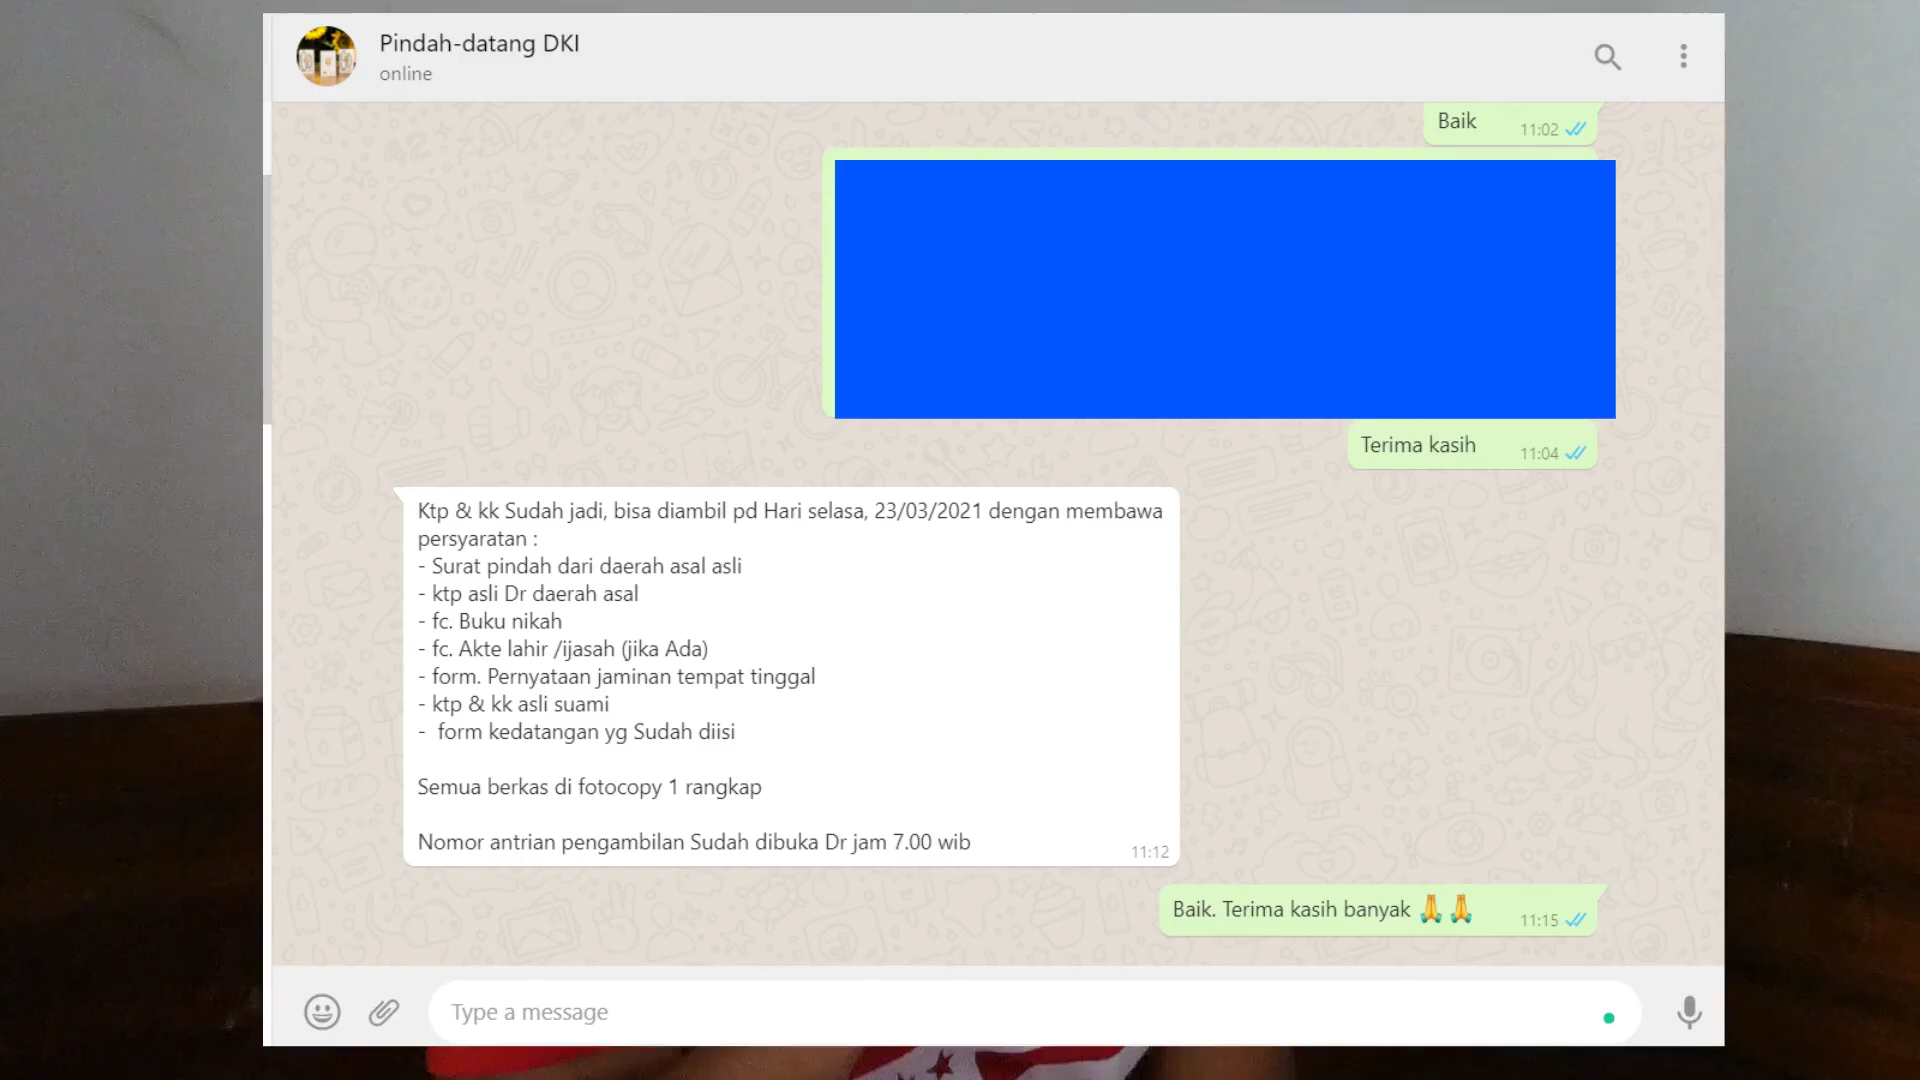 Pindah-datang DKI
online
Baik
11:02
Terima kasih
11:04
Ktp & kk Sudah jadi, bisa diambil pd Hari selasa, 23/03/2021 dengan membawa
persyaratan :
- Surat pindah dari daerah asal asli
- ktp asli Dr daerah asal
- fc. Buku nikah
- fc. Akte lahir /ijasah (jika Ada)
- form. Pernyataan jaminan tempat tinggal
- ktp & kk asli suami
-  form kedatangan yg Sudah diisi
Semua berkas di fotocopy 1 rangkap
Nomor antrian pengambilan Sudah dibuka Dr jam 7.00 wib
11:12
Baik. Terima kasih banyak 🙏🙏
11:15
Type a message